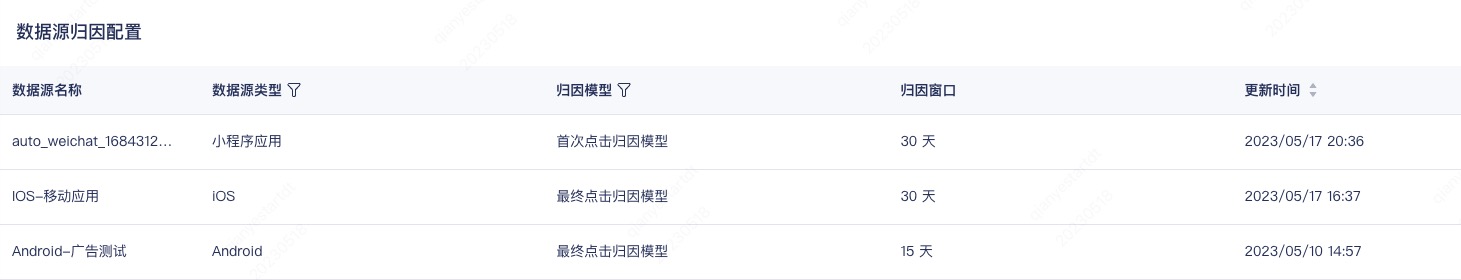 数据源归因配置
数据源名称 数据源类型 归因模型 归因窗口 更新时间
auto_weichat_1684312... 小程序应用 首次点击归因模型 30 天 2023/05/17 20:36
IOS-移动应用 iOS 最终点击归因模型 30 天 2023/05/17 16:37
Android-广告测试 Android 最终点击归因模型 15 天 2023/05/10 14:57